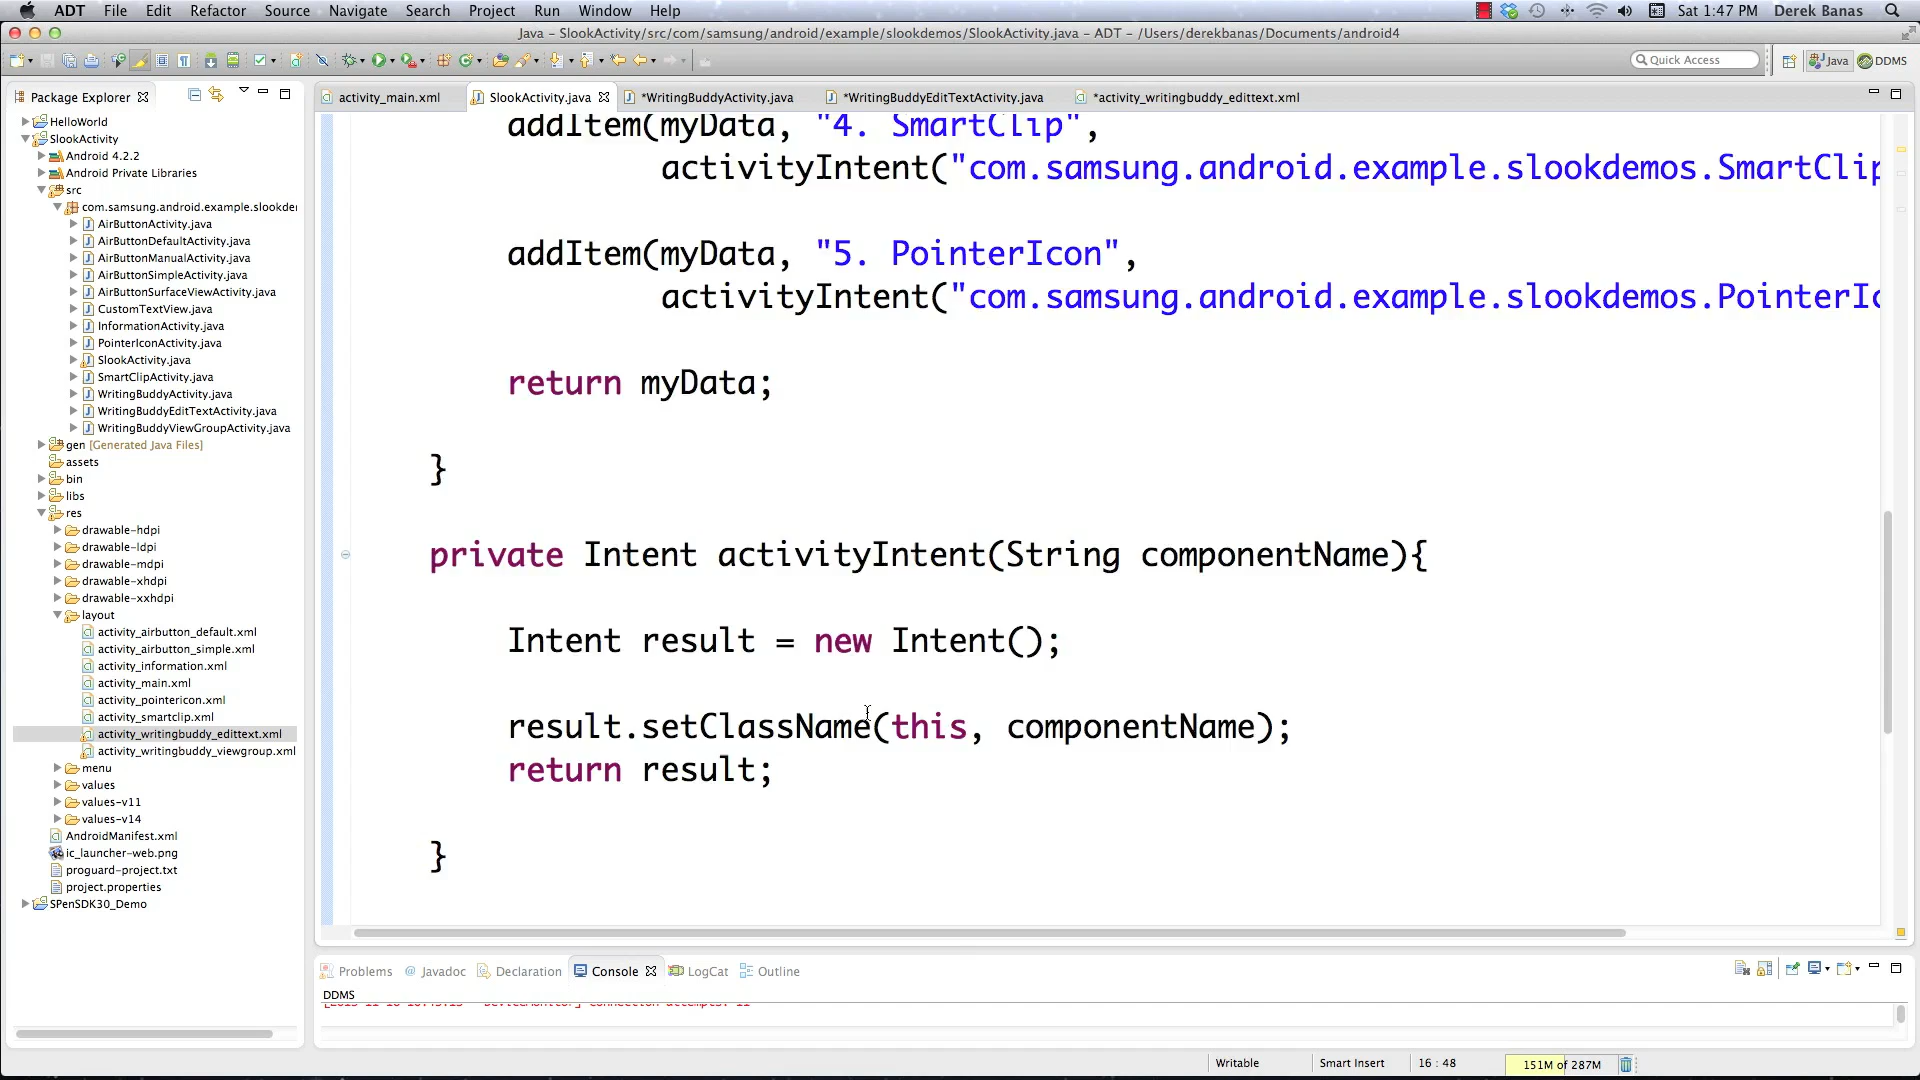 ADT File Edit Refactor Source Navigate Search Project Run Window Help Sat 1:47 PM Derek Banas
Java – SlookActivity/src/com/samsung/android/example/slookdemos/SlookActivity.java – ADT – /Users/derekbanas/Documents/android4
Quick Access Java DDMS
Package Explorer
HelloWorld
SlookActivity
Android 4.2.2
Android Private Libraries
src
com.samsung.android.example.slookde
AirButtonActivity.java
AirButtonDefaultActivity.java
AirButtonManualActivity.java
AirButtonSimpleActivity.java
AirButtonSurfaceViewActivity.java
CustomTextView.java
InformationActivity.java
PointerIconActivity.java
SlookActivity.java
SmartClipActivity.java
WritingBuddyActivity.java
WritingBuddyEditTextActivity.java
WritingBuddyViewGroupActivity.java
gen [Generated Java Files]
assets
bin
libs
res
drawable-hdpi
drawable-ldpi
drawable-mdpi
drawable-xhdpi
drawable-xxhdpi
layout
activity_airbutton_default.xml
activity_airbutton_simple.xml
activity_information.xml
activity_main.xml
activity_pointericon.xml
activity_smartclip.xml
activity_writingbuddy_edittext.xml
activity_writingbuddy_viewgroup.xml
menu
values
values-v11
values-v14
AndroidManifest.xml
ic_launcher-web.png
proguard-project.txt
project.properties
SPenSDK30_Demo
activity_main.xml SlookActivity.java *WritingBuddyActivity.java *WritingBuddyEditTextActivity.java *activity_writingbuddy_edittext.xml
addItem(myData, "4. SmartClip",
activityIntent("com.samsung.android.example.slookdemos.SmartClip
addItem(myData, "5. PointerIcon",
activityIntent("com.samsung.android.example.slookdemos.PointerIc
return myData;
}
private Intent activityIntent(String componentName){
Intent result = new Intent();
result.setClassName(this, componentName);
return result;
}
Problems @ Javadoc Declaration Console LogCat Outline
DDMS
Writable Smart Insert 16 : 48 151M of 287M